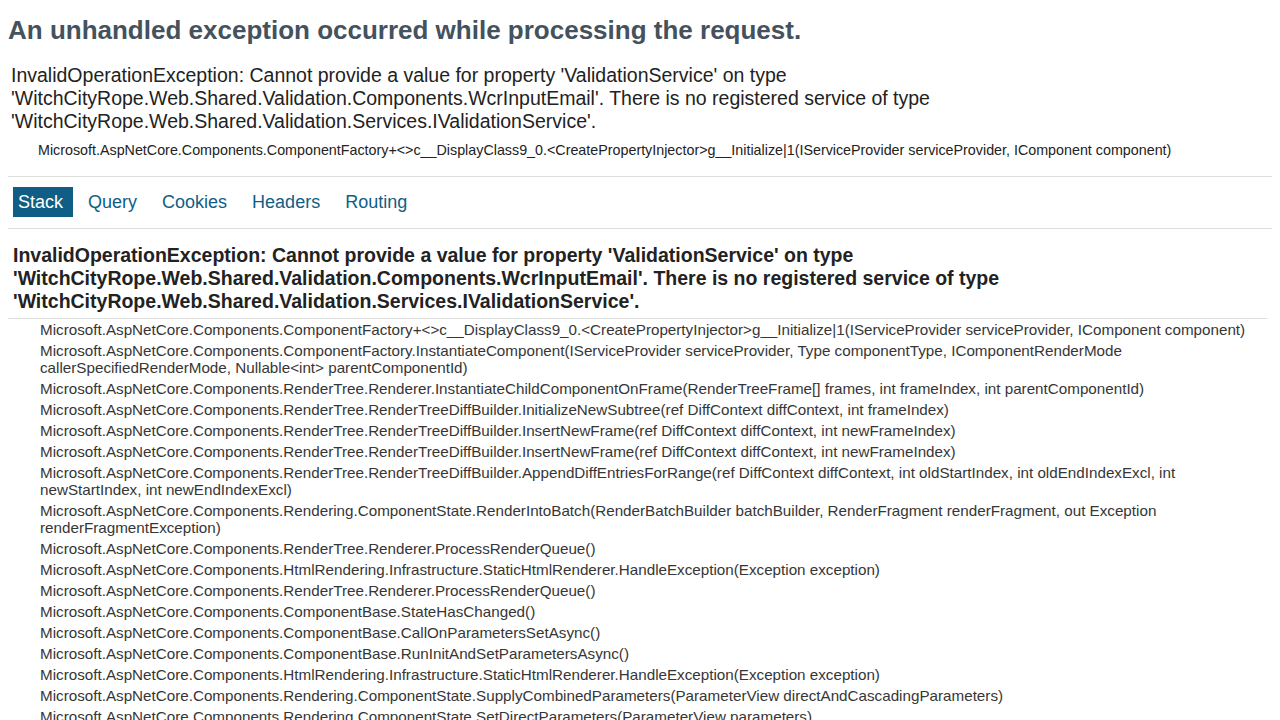 An unhandled exception occurred while processing the request.
InvalidOperationException: Cannot provide a value for property 'ValidationService' on type
'WitchCityRope.Web.Shared.Validation.Components.WcrInputEmail'. There is no registered service of type
'WitchCityRope.Web.Shared.Validation.Services.IValidationService'.
Microsoft.AspNetCore.Components.ComponentFactory+<>c__DisplayClass9_0.<CreatePropertyInjector>g__Initialize|1(IServiceProvider serviceProvider, IComponent component)
Stack Query Cookies Headers Routing
InvalidOperationException: Cannot provide a value for property 'ValidationService' on type
'WitchCityRope.Web.Shared.Validation.Components.WcrInputEmail'. There is no registered service of type
'WitchCityRope.Web.Shared.Validation.Services.IValidationService'.
Microsoft.AspNetCore.Components.ComponentFactory+<>c__DisplayClass9_0.<CreatePropertyInjector>g__Initialize|1(IServiceProvider serviceProvider, IComponent component)
Microsoft.AspNetCore.Components.ComponentFactory.InstantiateComponent(IServiceProvider serviceProvider, Type componentType, IComponentRenderMode
callerSpecifiedRenderMode, Nullable<int> parentComponentId)
Microsoft.AspNetCore.Components.RenderTree.Renderer.InstantiateChildComponentOnFrame(RenderTreeFrame[] frames, int frameIndex, int parentComponentId)
Microsoft.AspNetCore.Components.RenderTree.RenderTreeDiffBuilder.InitializeNewSubtree(ref DiffContext diffContext, int frameIndex)
Microsoft.AspNetCore.Components.RenderTree.RenderTreeDiffBuilder.InsertNewFrame(ref DiffContext diffContext, int newFrameIndex)
Microsoft.AspNetCore.Components.RenderTree.RenderTreeDiffBuilder.InsertNewFrame(ref DiffContext diffContext, int newFrameIndex)
Microsoft.AspNetCore.Components.RenderTree.RenderTreeDiffBuilder.AppendDiffEntriesForRange(ref DiffContext diffContext, int oldStartIndex, int oldEndIndexExcl, int
newStartIndex, int newEndIndexExcl)
Microsoft.AspNetCore.Components.Rendering.ComponentState.RenderIntoBatch(RenderBatchBuilder batchBuilder, RenderFragment renderFragment, out Exception
renderFragmentException)
Microsoft.AspNetCore.Components.RenderTree.Renderer.ProcessRenderQueue()
Microsoft.AspNetCore.Components.HtmlRendering.Infrastructure.StaticHtmlRenderer.HandleException(Exception exception)
Microsoft.AspNetCore.Components.RenderTree.Renderer.ProcessRenderQueue()
Microsoft.AspNetCore.Components.ComponentBase.StateHasChanged()
Microsoft.AspNetCore.Components.ComponentBase.CallOnParametersSetAsync()
Microsoft.AspNetCore.Components.ComponentBase.RunInitAndSetParametersAsync()
Microsoft.AspNetCore.Components.HtmlRendering.Infrastructure.StaticHtmlRenderer.HandleException(Exception exception)
Microsoft.AspNetCore.Components.Rendering.ComponentState.SupplyCombinedParameters(ParameterView directAndCascadingParameters)
Microsoft.AspNetCore.Components.Rendering.ComponentState.SetDirectParameters(ParameterView parameters)